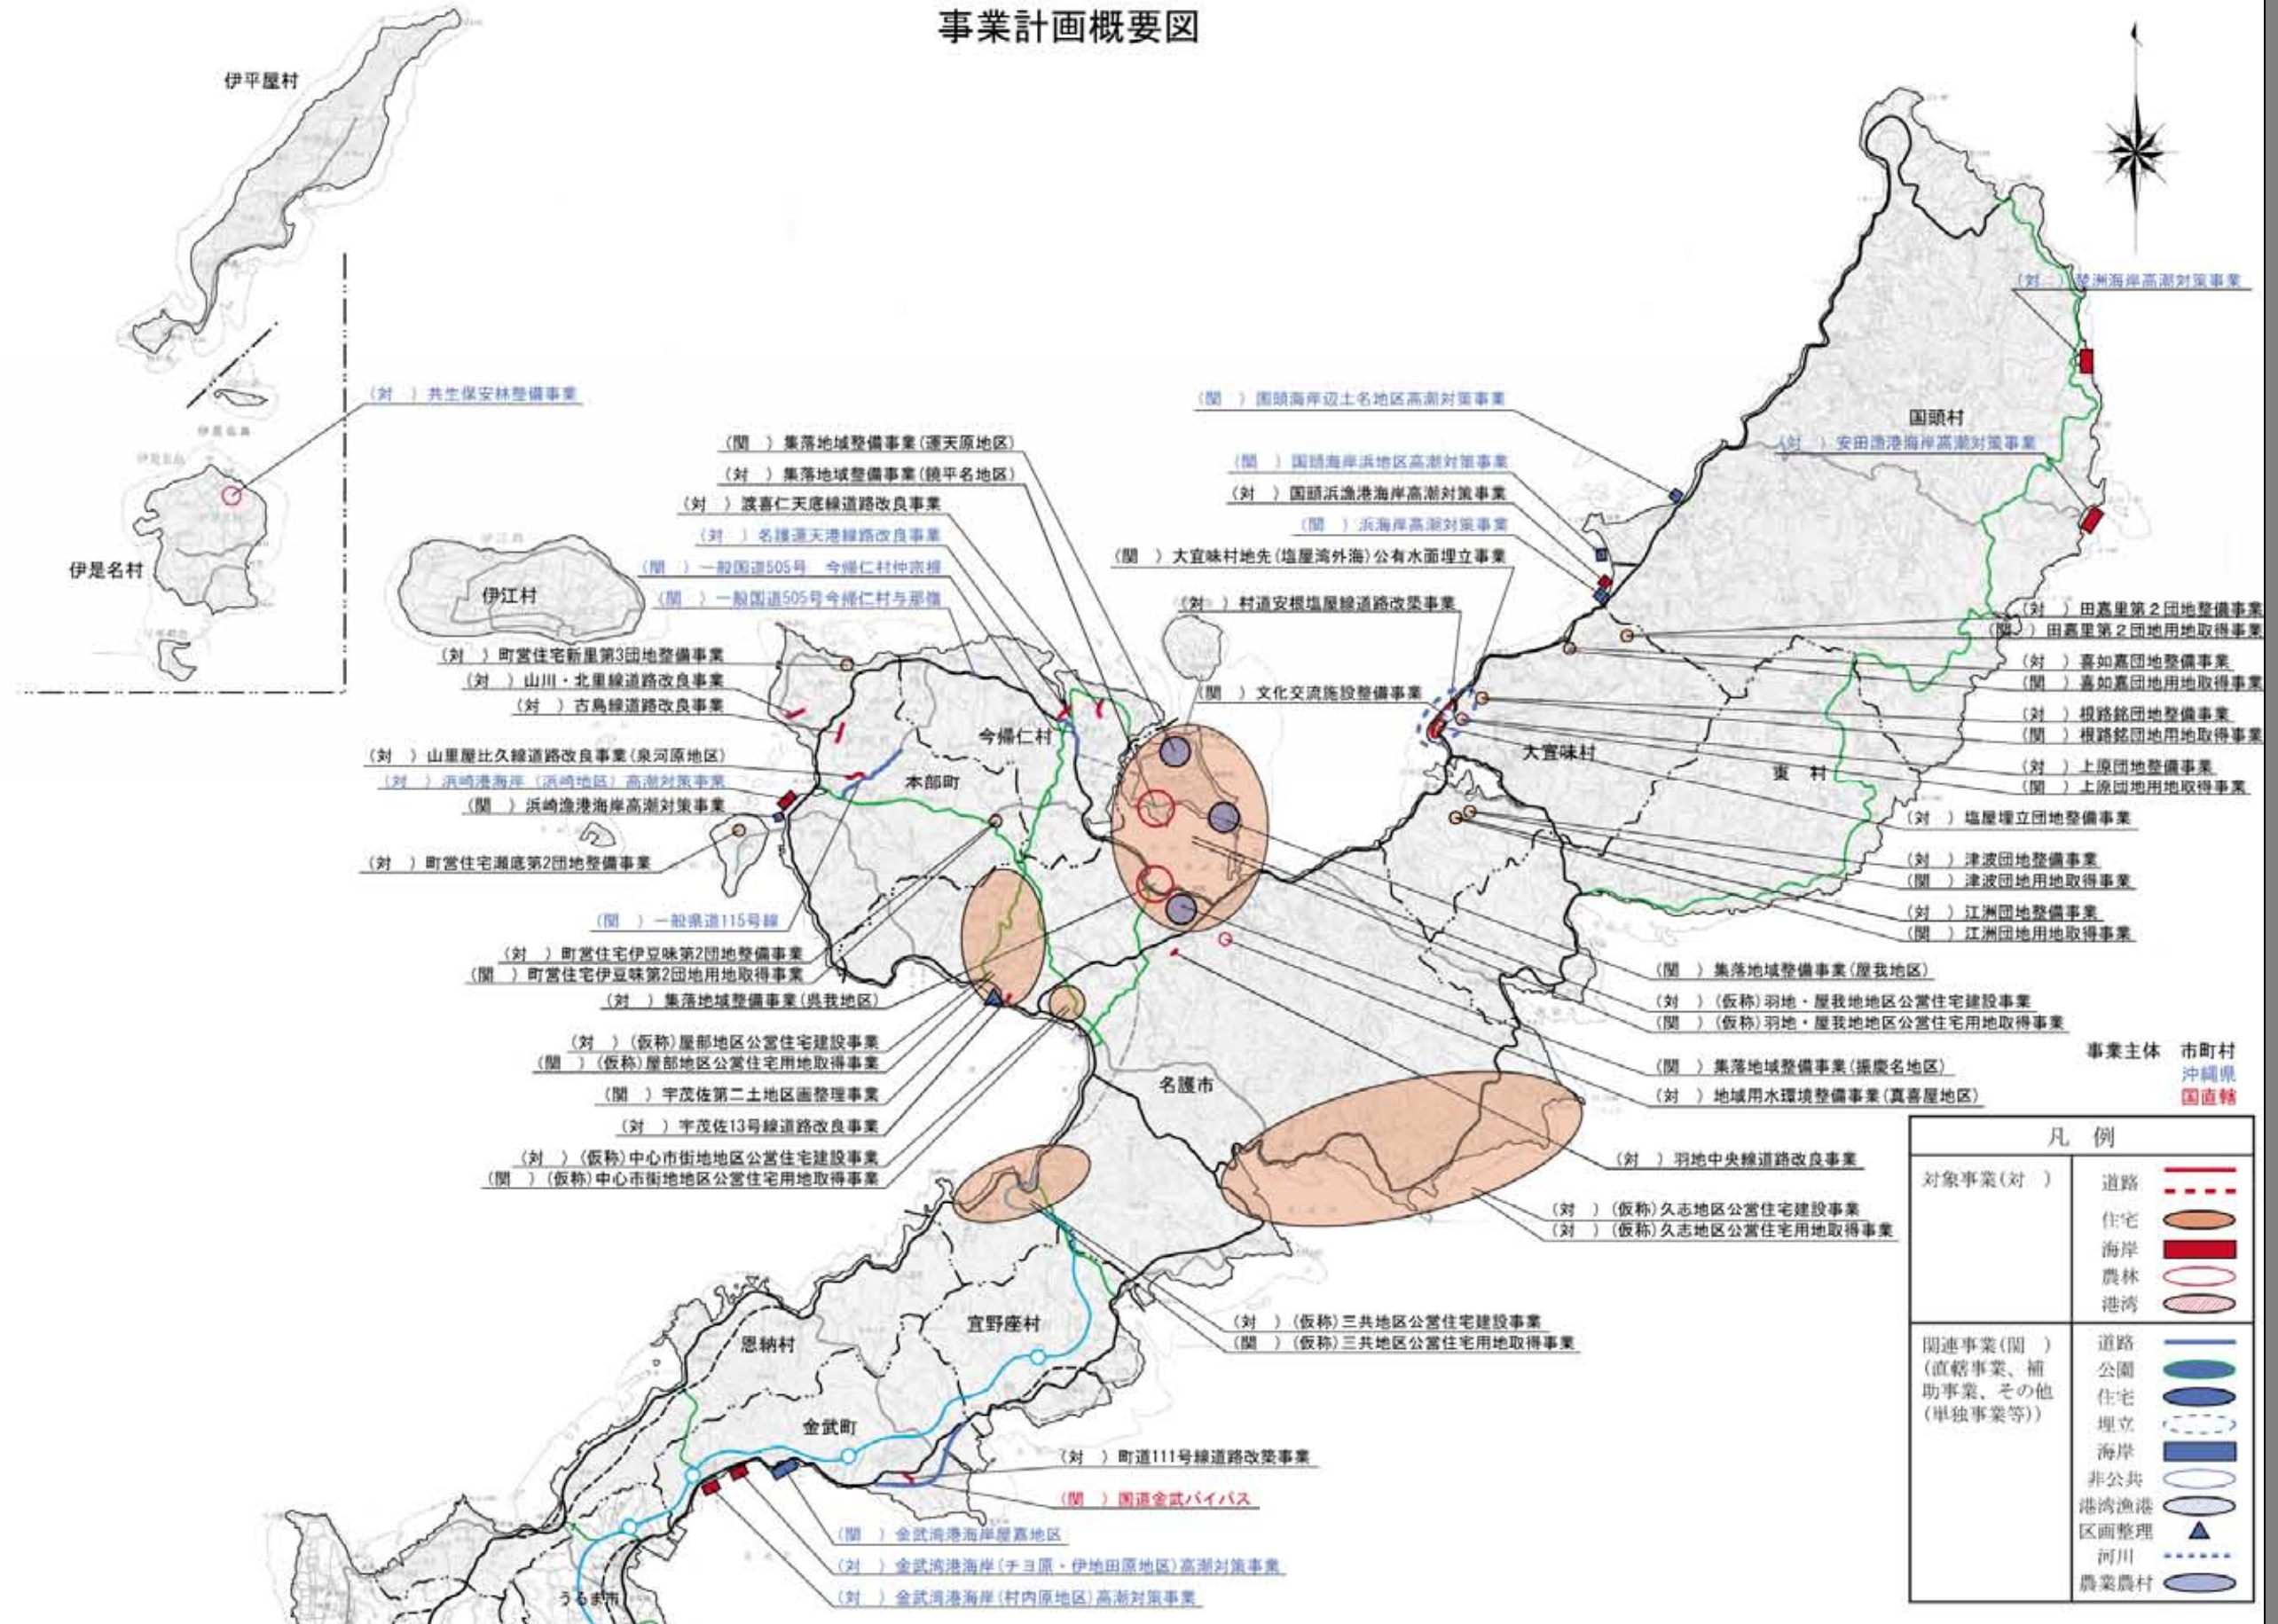 事業計画概要図
伊平屋村
(対　)楚洲海岸高潮対策事業
(対　)共生保安林整備事業
(関　)国頭海岸辺土名地区高潮対策事業
国頭村
(対　)安田漁港海岸高潮対策事業
(関　)集落地域整備事業(運天原地区)
(関　)国頭海岸浜地区高潮対策事業
(対　)集落地域整備事業(饒平名地区)
(対　)国頭浜漁港海岸高潮対策事業
(対　)渡喜仁天底線道路改良事業
(関　)浜海岸高潮対策事業
(対　)名護運天港線路改良事業
(関　)大宜味村地先(塩屋湾外海)公有水面埋立事業
伊是名村
(関　)一般国道505号　今帰仁村仲宗根
伊江村
(関　)一般国道505号今帰仁村与那嶺
(対　)村道安根塩屋線道路改築事業
(対　)田嘉里第２団地整備事業
(関　)田嘉里第２団地用地取得事業
(対　)町営住宅新里第3団地整備事業
(対　)喜如嘉団地整備事業
(対　)山川・北里線道路改良事業
(関　)喜如嘉団地用地取得事業
(関　)文化交流施設整備事業
(対　)古島線道路改良事業
(対　)根路銘団地整備事業
今帰仁村
(関　)根路銘団地用地取得事業
大宜味村
(対　)山里屋比久線道路改良事業(泉河原地区)
(対　)上原団地整備事業
東　村
(対　)浜崎港海岸（浜崎地区）高潮対策事業
本部町
(関　)上原団地用地取得事業
(関　)浜崎漁港海岸高潮対策事業
(対　)塩屋埋立団地整備事業
(対　)町営住宅瀬底第2団地整備事業
(対　)津波団地整備事業
(関　)津波団地用地取得事業
(対　)江洲団地整備事業
(関　)一般県道115号線
(関　)江洲団地用地取得事業
(対　)町営住宅伊豆味第2団地整備事業
(関　)町営住宅伊豆味第2団地用地取得事業
(関　)集落地域整備事業(屋我地区)
(対　)集落地域整備事業(呉我地区)
(対　)(仮称)羽地・屋我地地区公営住宅建設事業
(関　)(仮称)羽地・屋我地地区公営住宅用地取得事業
(対　)(仮称)屋部地区公営住宅建設事業
(関　)(仮称)屋部地区公営住宅用地取得事業
事業主体　市町村
沖縄県
国直轄
(関　)集落地域整備事業(振慶名地区)
名護市
(関　)宇茂佐第二土地区画整理事業
(対　)地域用水環境整備事業(真喜屋地区)
(対　)宇茂佐13号線道路改良事業
(対　)(仮称)中心市街地地区公営住宅建設事業
(関　)(仮称)中心市街地地区公営住宅用地取得事業
(対　)羽地中央線道路改良事業
(対　)(仮称)久志地区公営住宅建設事業
(対　)(仮称)久志地区公営住宅用地取得事業
(対　)(仮称)三共地区公営住宅建設事業
(関　)(仮称)三共地区公営住宅用地取得事業
宜野座村
恩納村
金武町
(対　)町道111号線道路改築事業
(関　)国道金武バイパス
(関　)金武湾港海岸屋嘉地区
(対　)金武湾港海岸(チヨ原・伊地田原地区)高潮対策事業
(対　)金武湾港海岸(村内原地区)高潮対策事業
うるま市
凡　例
対象事業(対　)
道路
住宅
海岸
農林
港湾
関連事業(関　)
(直轄事業、補
助事業、その他
(単独事業等))
道路
公園
住宅
埋立
海岸
非公共
港湾漁港
区画整理
河川
農業農村